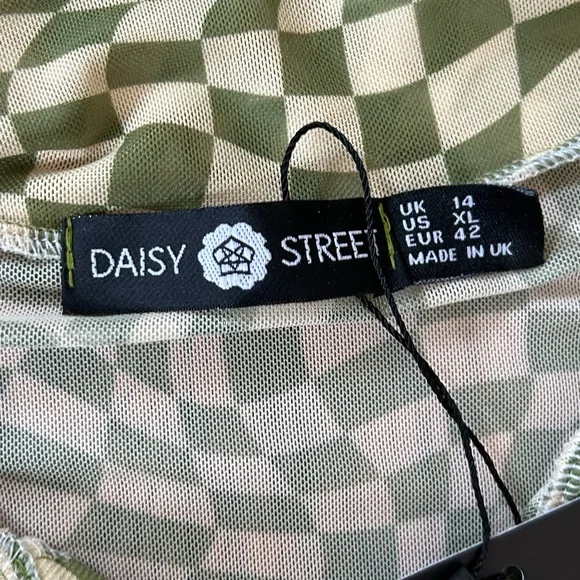 DAISY STREET
UK 14
US XL
EUR 42
MADE IN UK